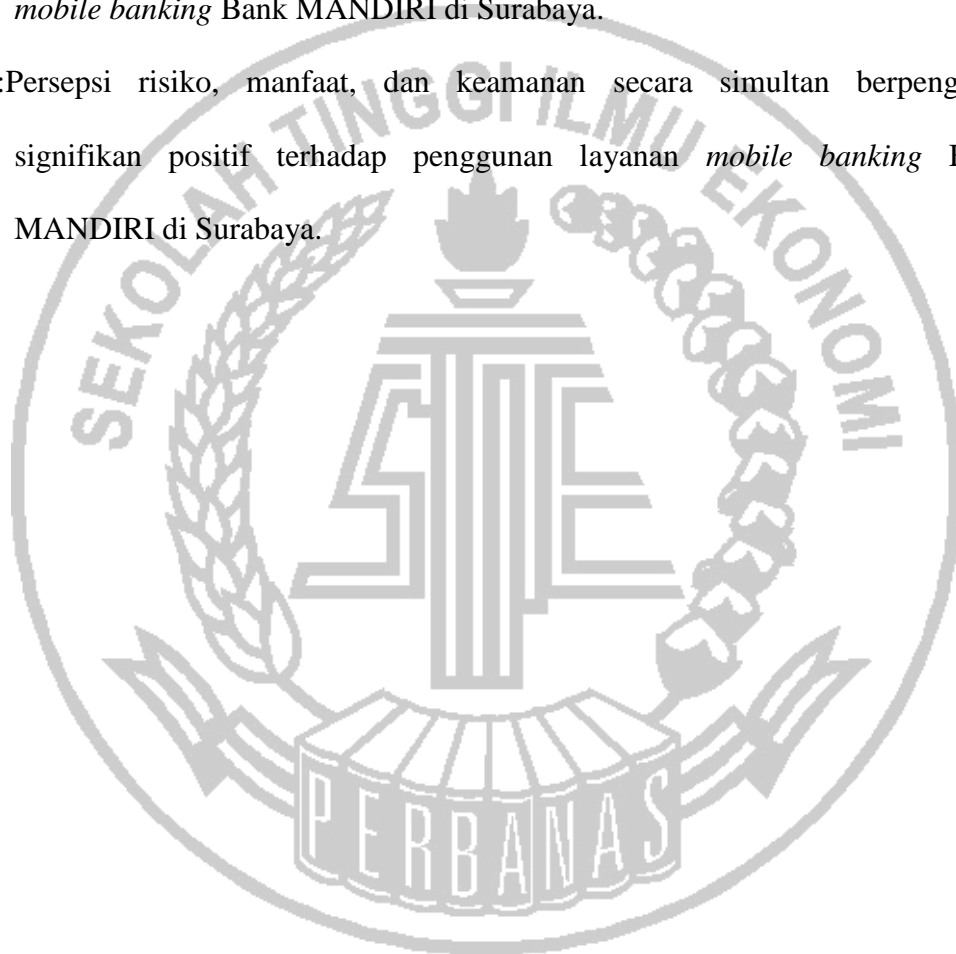 mobile banking Bank MANDIRI di Surabaya.
:Persepsi risiko, manfaat, dan keamanan secara simultan berpeng
signifikan positif terhadap penggunan layanan mobile banking
MANDIRI di Surabaya.
SEKOLAH TINGGI ILMU EKONOMI
STIE
PERBANAS